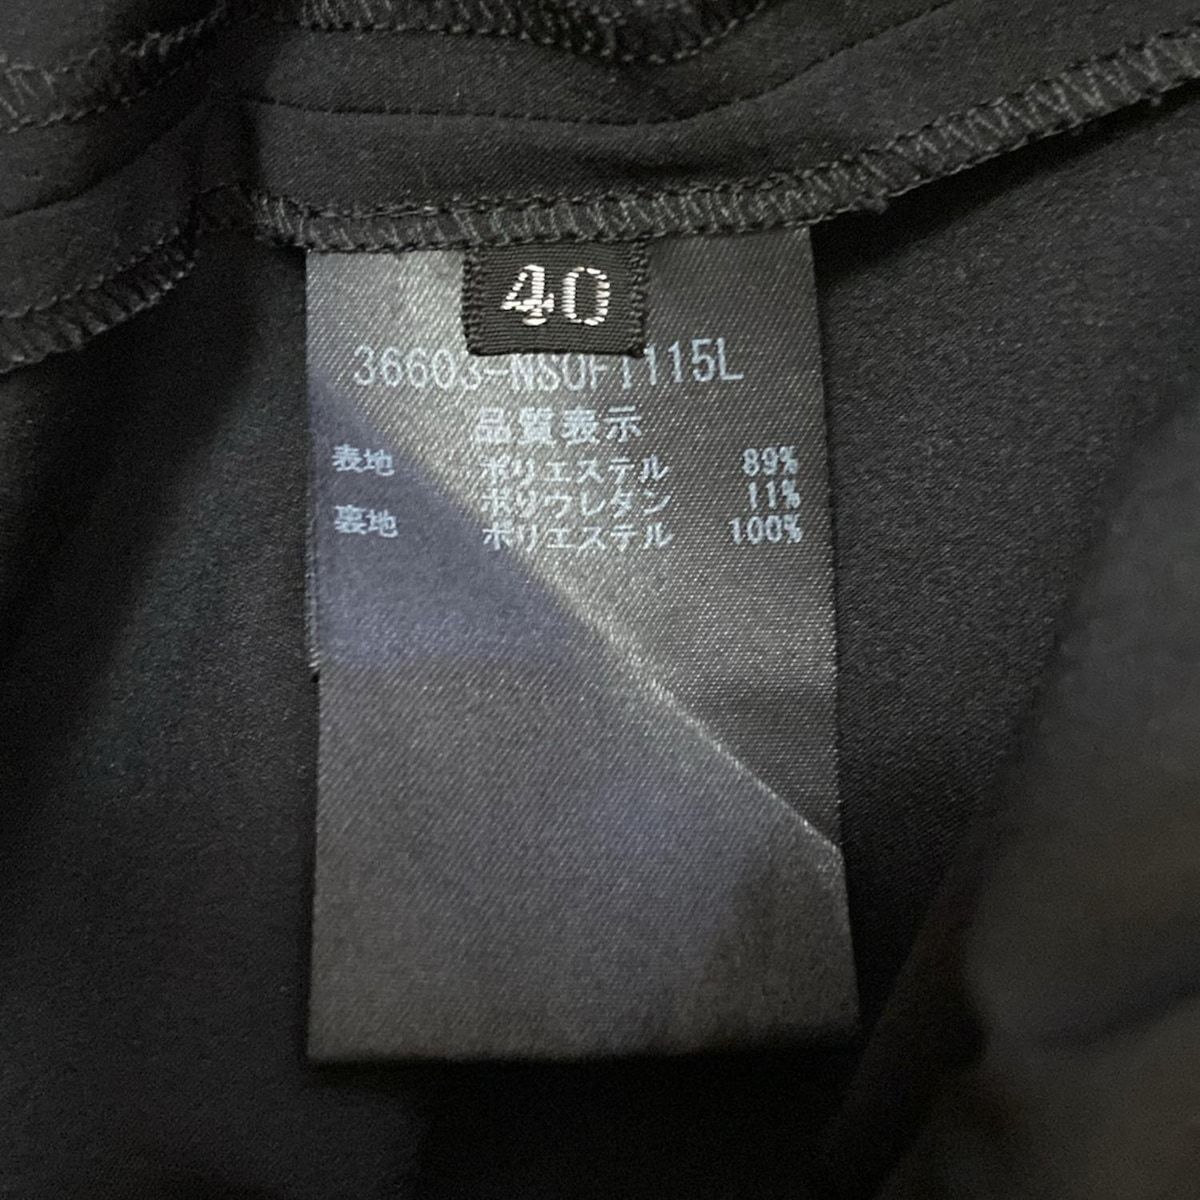 40
36603-NSOFI115L
品質表示
表地 ポリエステル 89%
ポリウレタン 11%
裏地 ポリエステル 100%